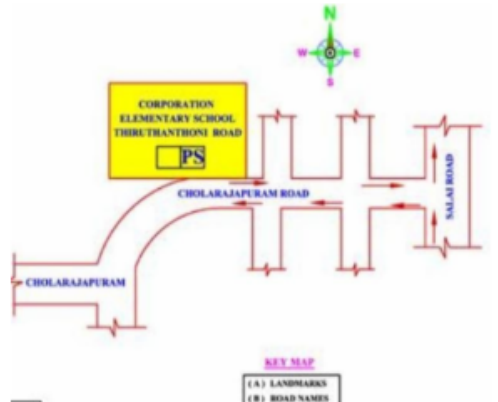 N
W E
S
CORPORATION
ELEMENTARY SCHOOL
THIRUTHANTHONI ROAD
PS
CHOLARAJAPURAM ROAD
SALAI ROAD
CHOLARAJAPURAM
KEY MAP
(A) LANDMARKS
(B) ROAD NAMES